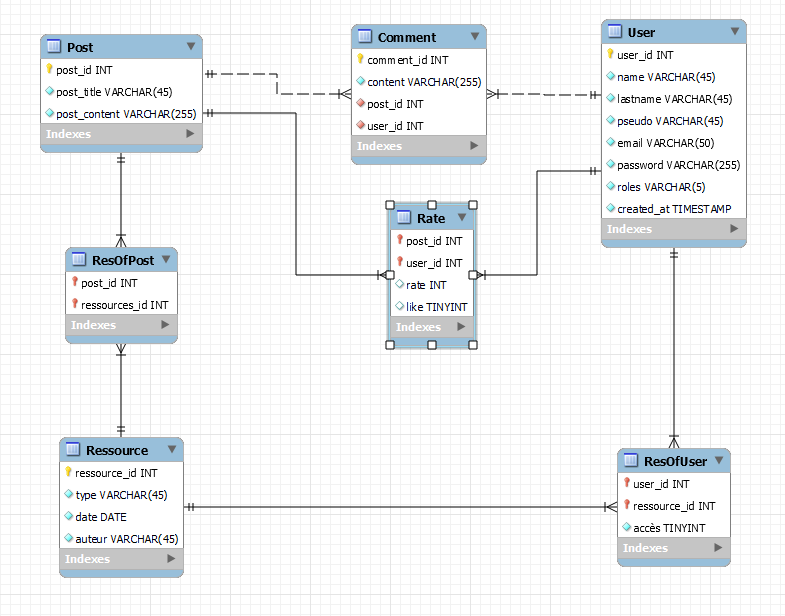 Post
post_id INT
post_title VARCHAR(45)
post_content VARCHAR(255)
Indexes
Comment
comment_id INT
content VARCHAR(255)
post_id INT
user_id INT
Indexes
User
user_id INT
name VARCHAR(45)
lastname VARCHAR(45)
pseudo VARCHAR(45)
email VARCHAR(50)
password VARCHAR(255)
roles VARCHAR(5)
created_at TIMESTAMP
Indexes
Rate
post_id INT
user_id INT
rate INT
like TINYINT
Indexes
ResOfPost
post_id INT
ressources_id INT
Indexes
Ressource
ressource_id INT
type VARCHAR(45)
date DATE
auteur VARCHAR(45)
Indexes
ResOfUser
user_id INT
ressource_id INT
accès TINYINT
Indexes